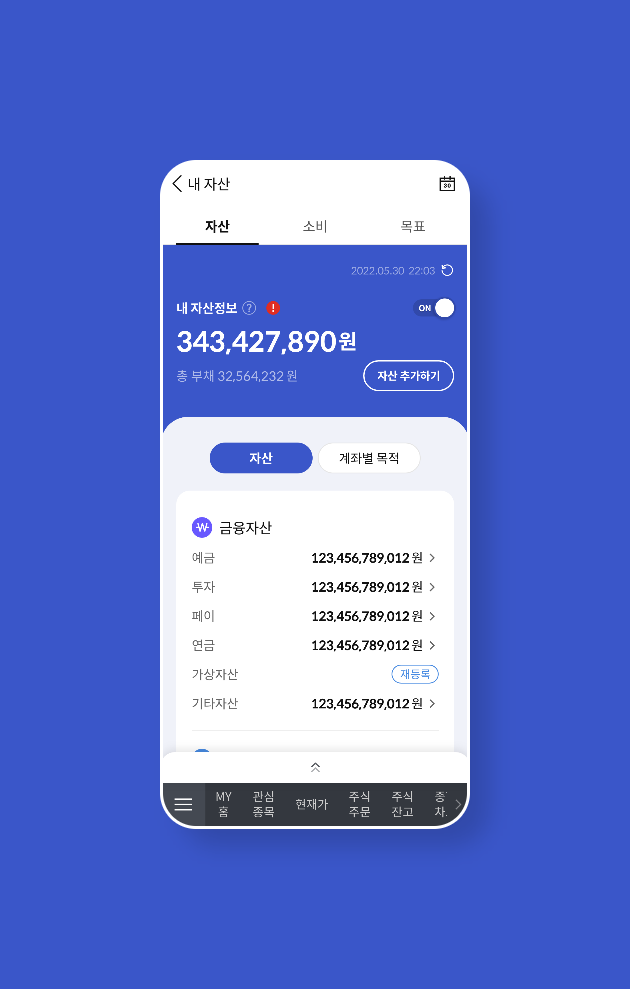 내 자산
30
자산 소비 목표
2022.05.30 22:03
내 자산정보 ? ! ON
343,427,890원
총 부채 32,564,232 원
자산 추가하기
자산 계좌별 목적
W 금융자산
예금 123,456,789,012 원
투자 123,456,789,012 원
페이 123,456,789,012 원
연금 123,456,789,012 원
가상자산 재등록
기타자산 123,456,789,012 원
MY 홈
관심 종목
현재가
주식 주문
주식 잔고